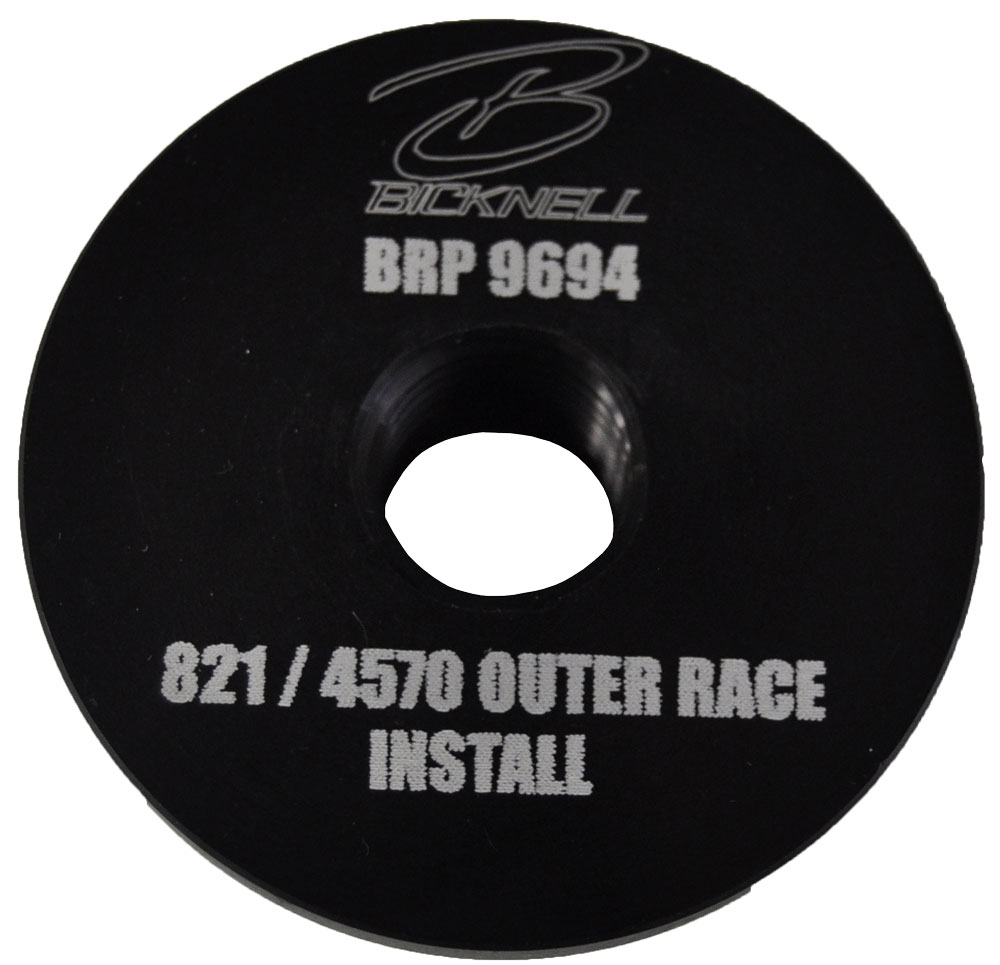 BICKNELL
BRP 9694
821 / 4570 OUTER RACE
INSTALL